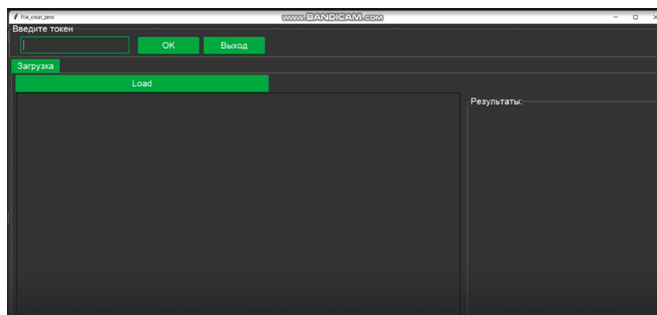 File_creat_zero
www.BANDICAM.com
Введите токен
OK Выход
Загрузка
Load
Результаты: